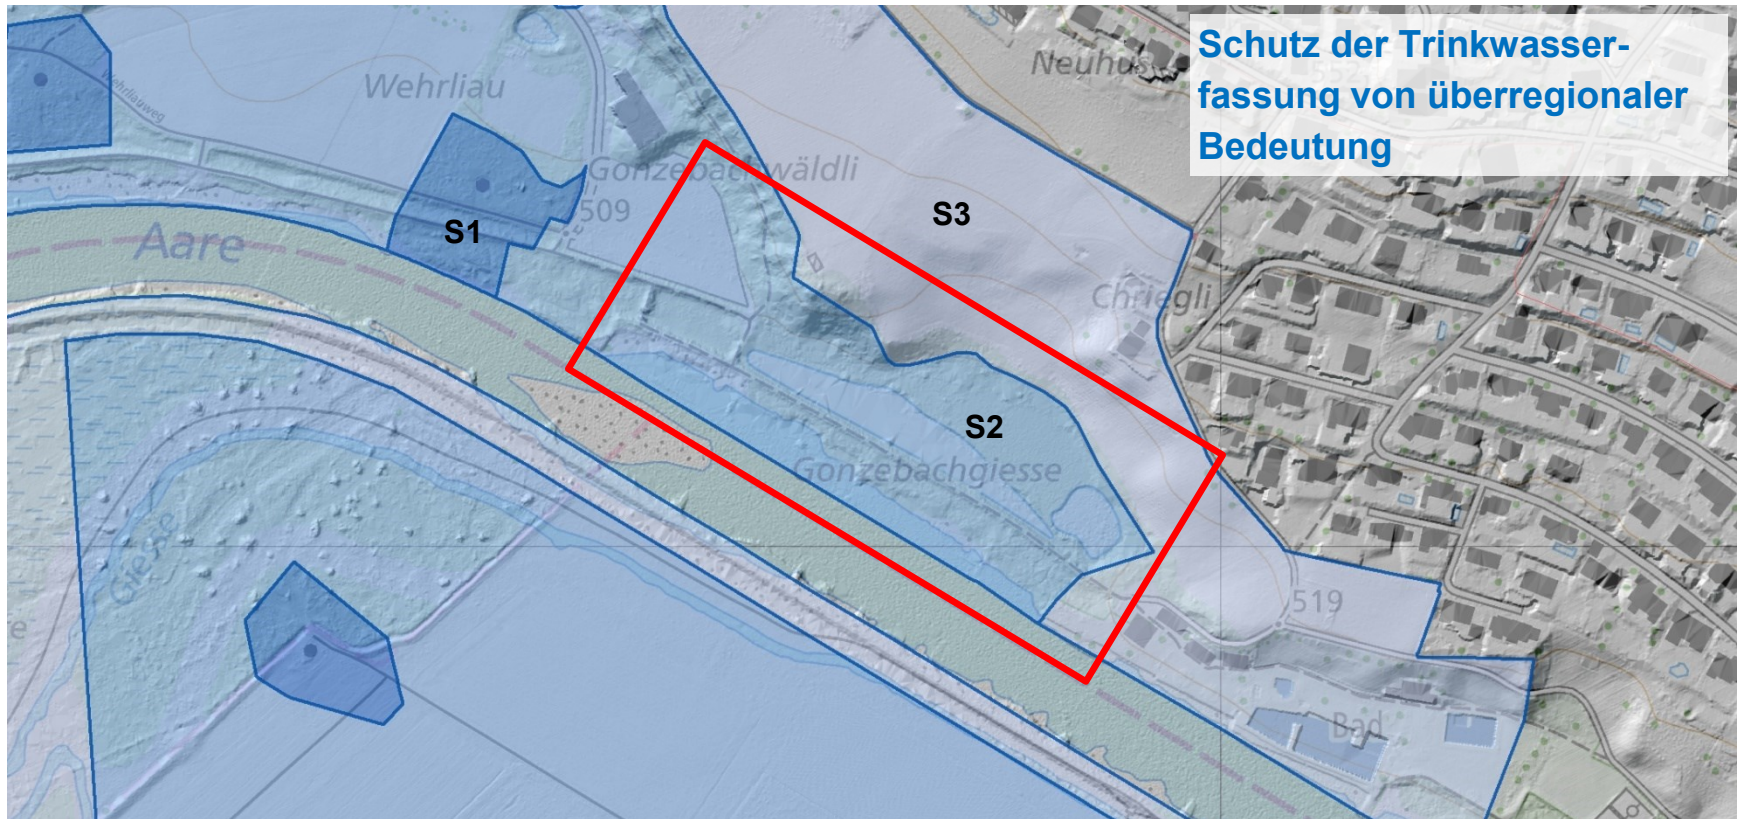 Schutz der Trinkwasser-
fassung von überregionaler
Bedeutung
Neuhus
Wehrliau
Wehrliauweg
Gonzebachwäldli
509
S1
S3
Aare
Chriegli
S2
Gonzebachgiesse
Giesse
519
Bad